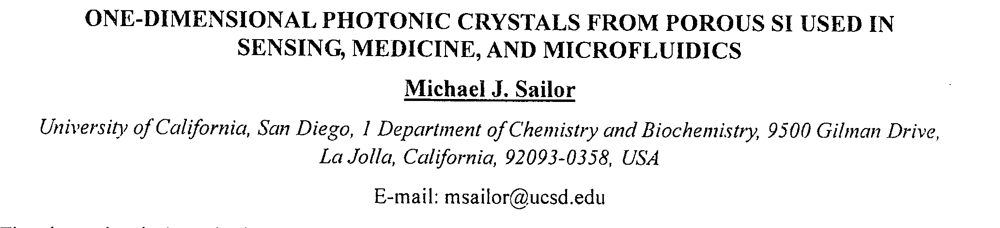 ONE-DIMENSIONAL PHOTONIC CRYSTALS FROM POROUS SI USED IN
SENSING, MEDICINE, AND MICROFLUIDICS
Michael J. Sailor
University of California, San Diego, 1 Department of Chemistry and Biochemistry, 9500 Gilman Drive,
La Jolla, California, 92093-0358, USA
E-mail: msailor@ucsd.edu